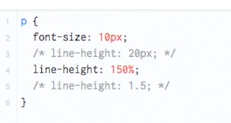 1 p {
2 font-size: 10px;
3 /* line-height: 20px; */
4 line-height: 150%;
5 /* line-height: 1.5; */
6 }